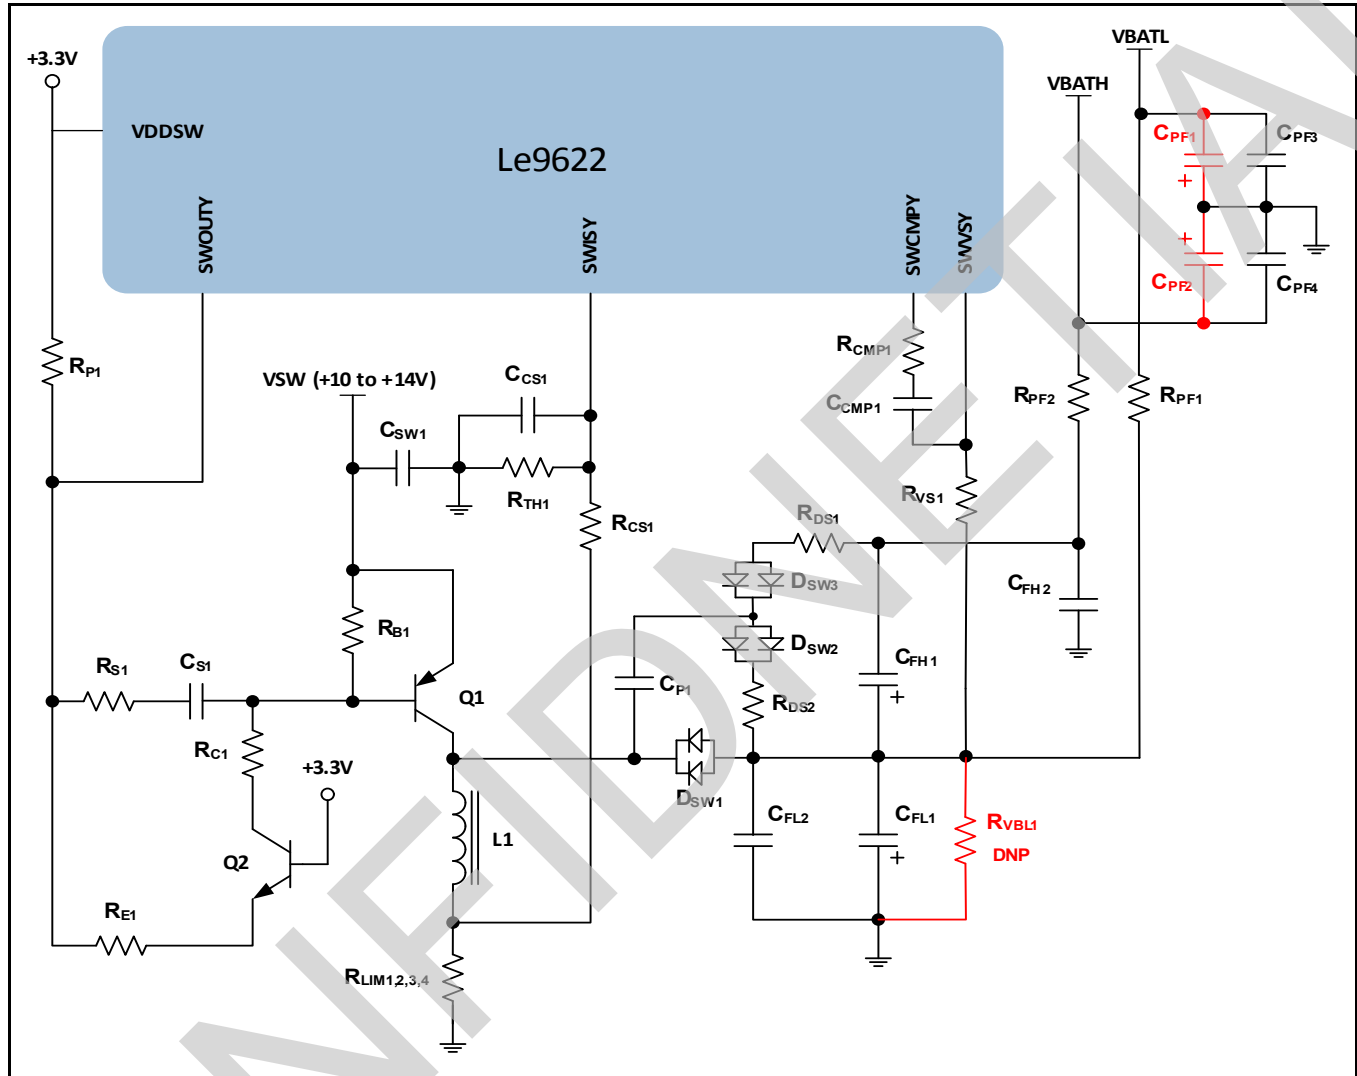 VBATL
+3.3V
VBATH
VDDSW
CPF1
CPF3
Le9622
+
SWOUTY
SWISY
SWCMPY
SWVSY
+
CPF2
CPF4
RP1
RCMP1
VSW (+10 to +14V)
CCS1
RPF2
RPF1
CCMP1
CSW1
RTH1
RVS1
RCS1
RDS1
DSW3
CFH2
RB1
DSW2
CFH1
RS1
CS1
CP1
+
Q1
RDS2
RC1
+3.3V
DSW1
CFL2
CFL1
RVBL1
L1
+
DNP
Q2
RE1
RLIM1,2,3,4
NFIDNETIA